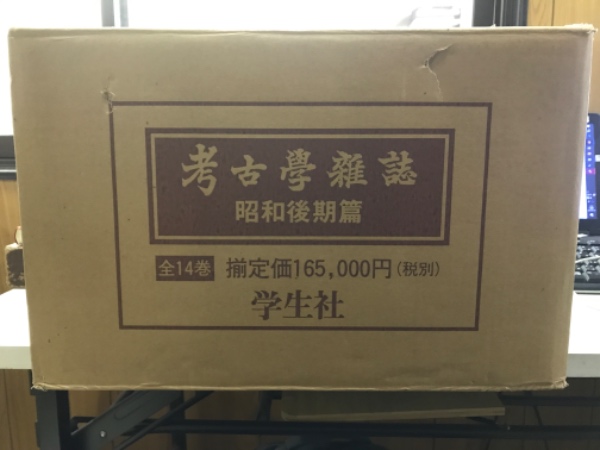 考古學雜誌
昭和後期篇
全14巻 揃定価165,000円(税別)
学生社